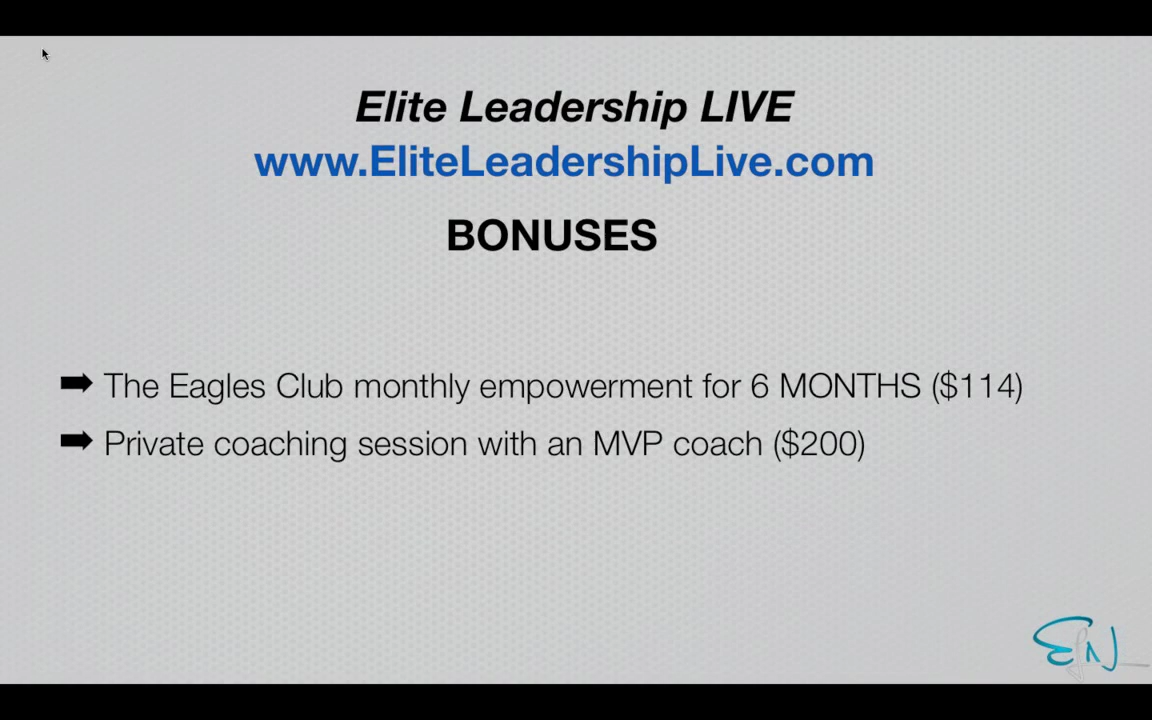 Elite Leadership LIVE
www.EliteLeadershipLive.com
BONUSES
➡ The Eagles Club monthly empowerment for 6 MONTHS ($114)
➡ Private coaching session with an MVP coach ($200)